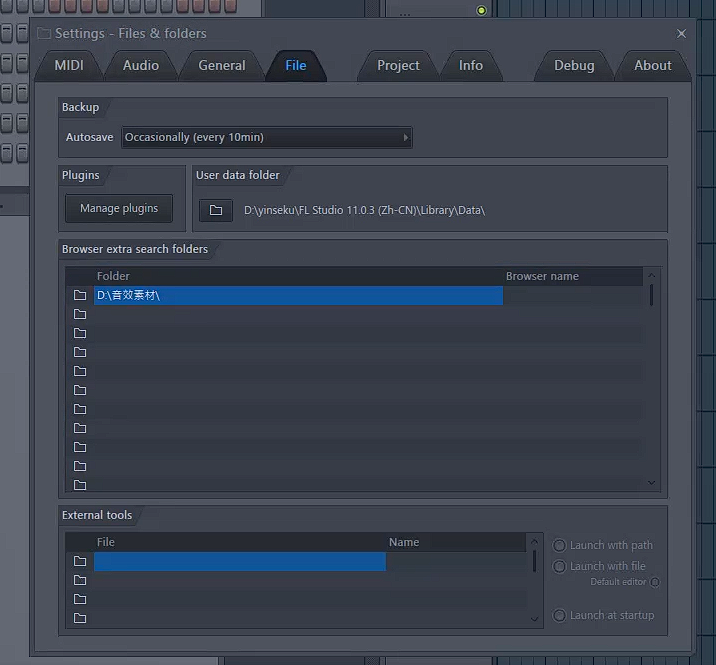 ...
Settings - Files & folders
MIDI Audio General File Project Info Debug About
Backup
Autosave Occasionally (every 10min)
Plugins
Manage plugins
User data folder
D:\yinseku\FL Studio 11.0.3 (Zh-CN)\Library\Data\
Browser extra search folders
Folder Browser name
D:\音效素材\
External tools
File Name
Launch with path
Launch with file
Default editor
Launch at startup